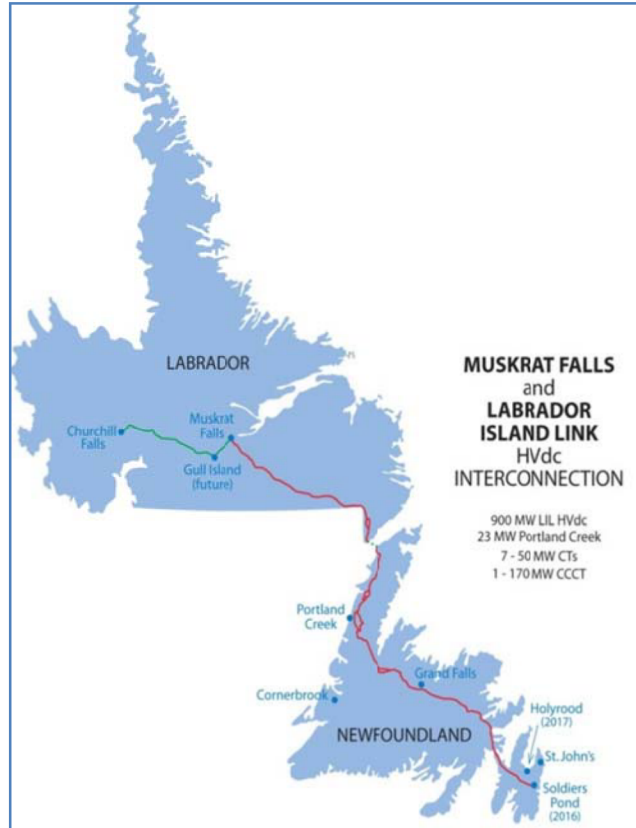 LABRADOR
Churchill
Falls
Muskrat
Falls
Gull Island
(future)
MUSKRAT FALLS
and
LABRADOR
ISLAND LINK
HVdc
INTERCONNECTION
900 MW LIL HVdc
23 MW Portland Creek
7 - 50 MW CTs
1 - 170 MW CCCT
Portland
Creek
Grand Falls
Cornerbrook
NEWFOUNDLAND
Holyrood
(2017)
St. John's
Soldiers
Pond
(2016)